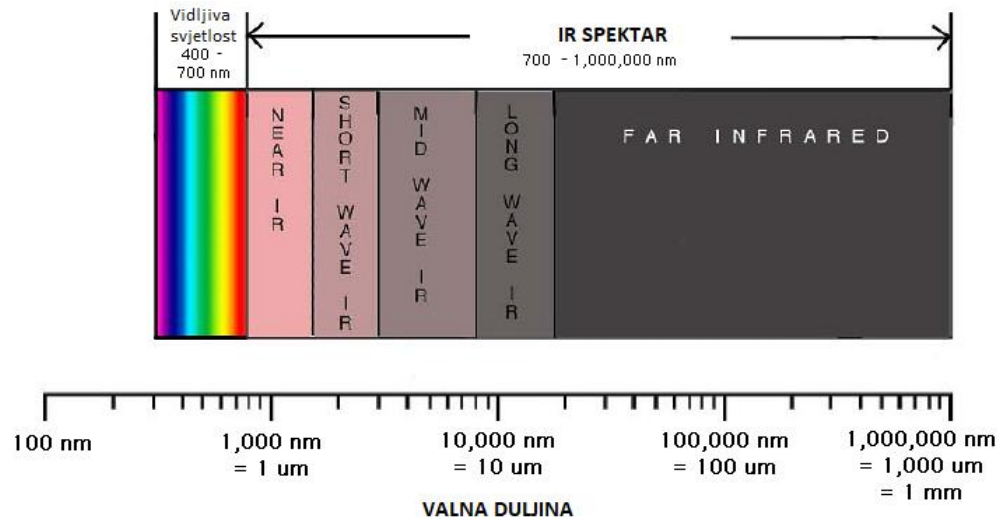 Vidljiva
svjetlost
400 -
700 nm
IR SPEKTAR
700 - 1,000,000 nm
NEAR IR
SHORT WAVE IR
MID WAVE IR
LONG WAVE IR
FAR INFRARED
100 nm
1,000 nm
= 1 um
10,000 nm
= 10 um
100,000 nm
= 100 um
1,000,000 nm
= 1,000 um
= 1 mm
VALNA DULJINA